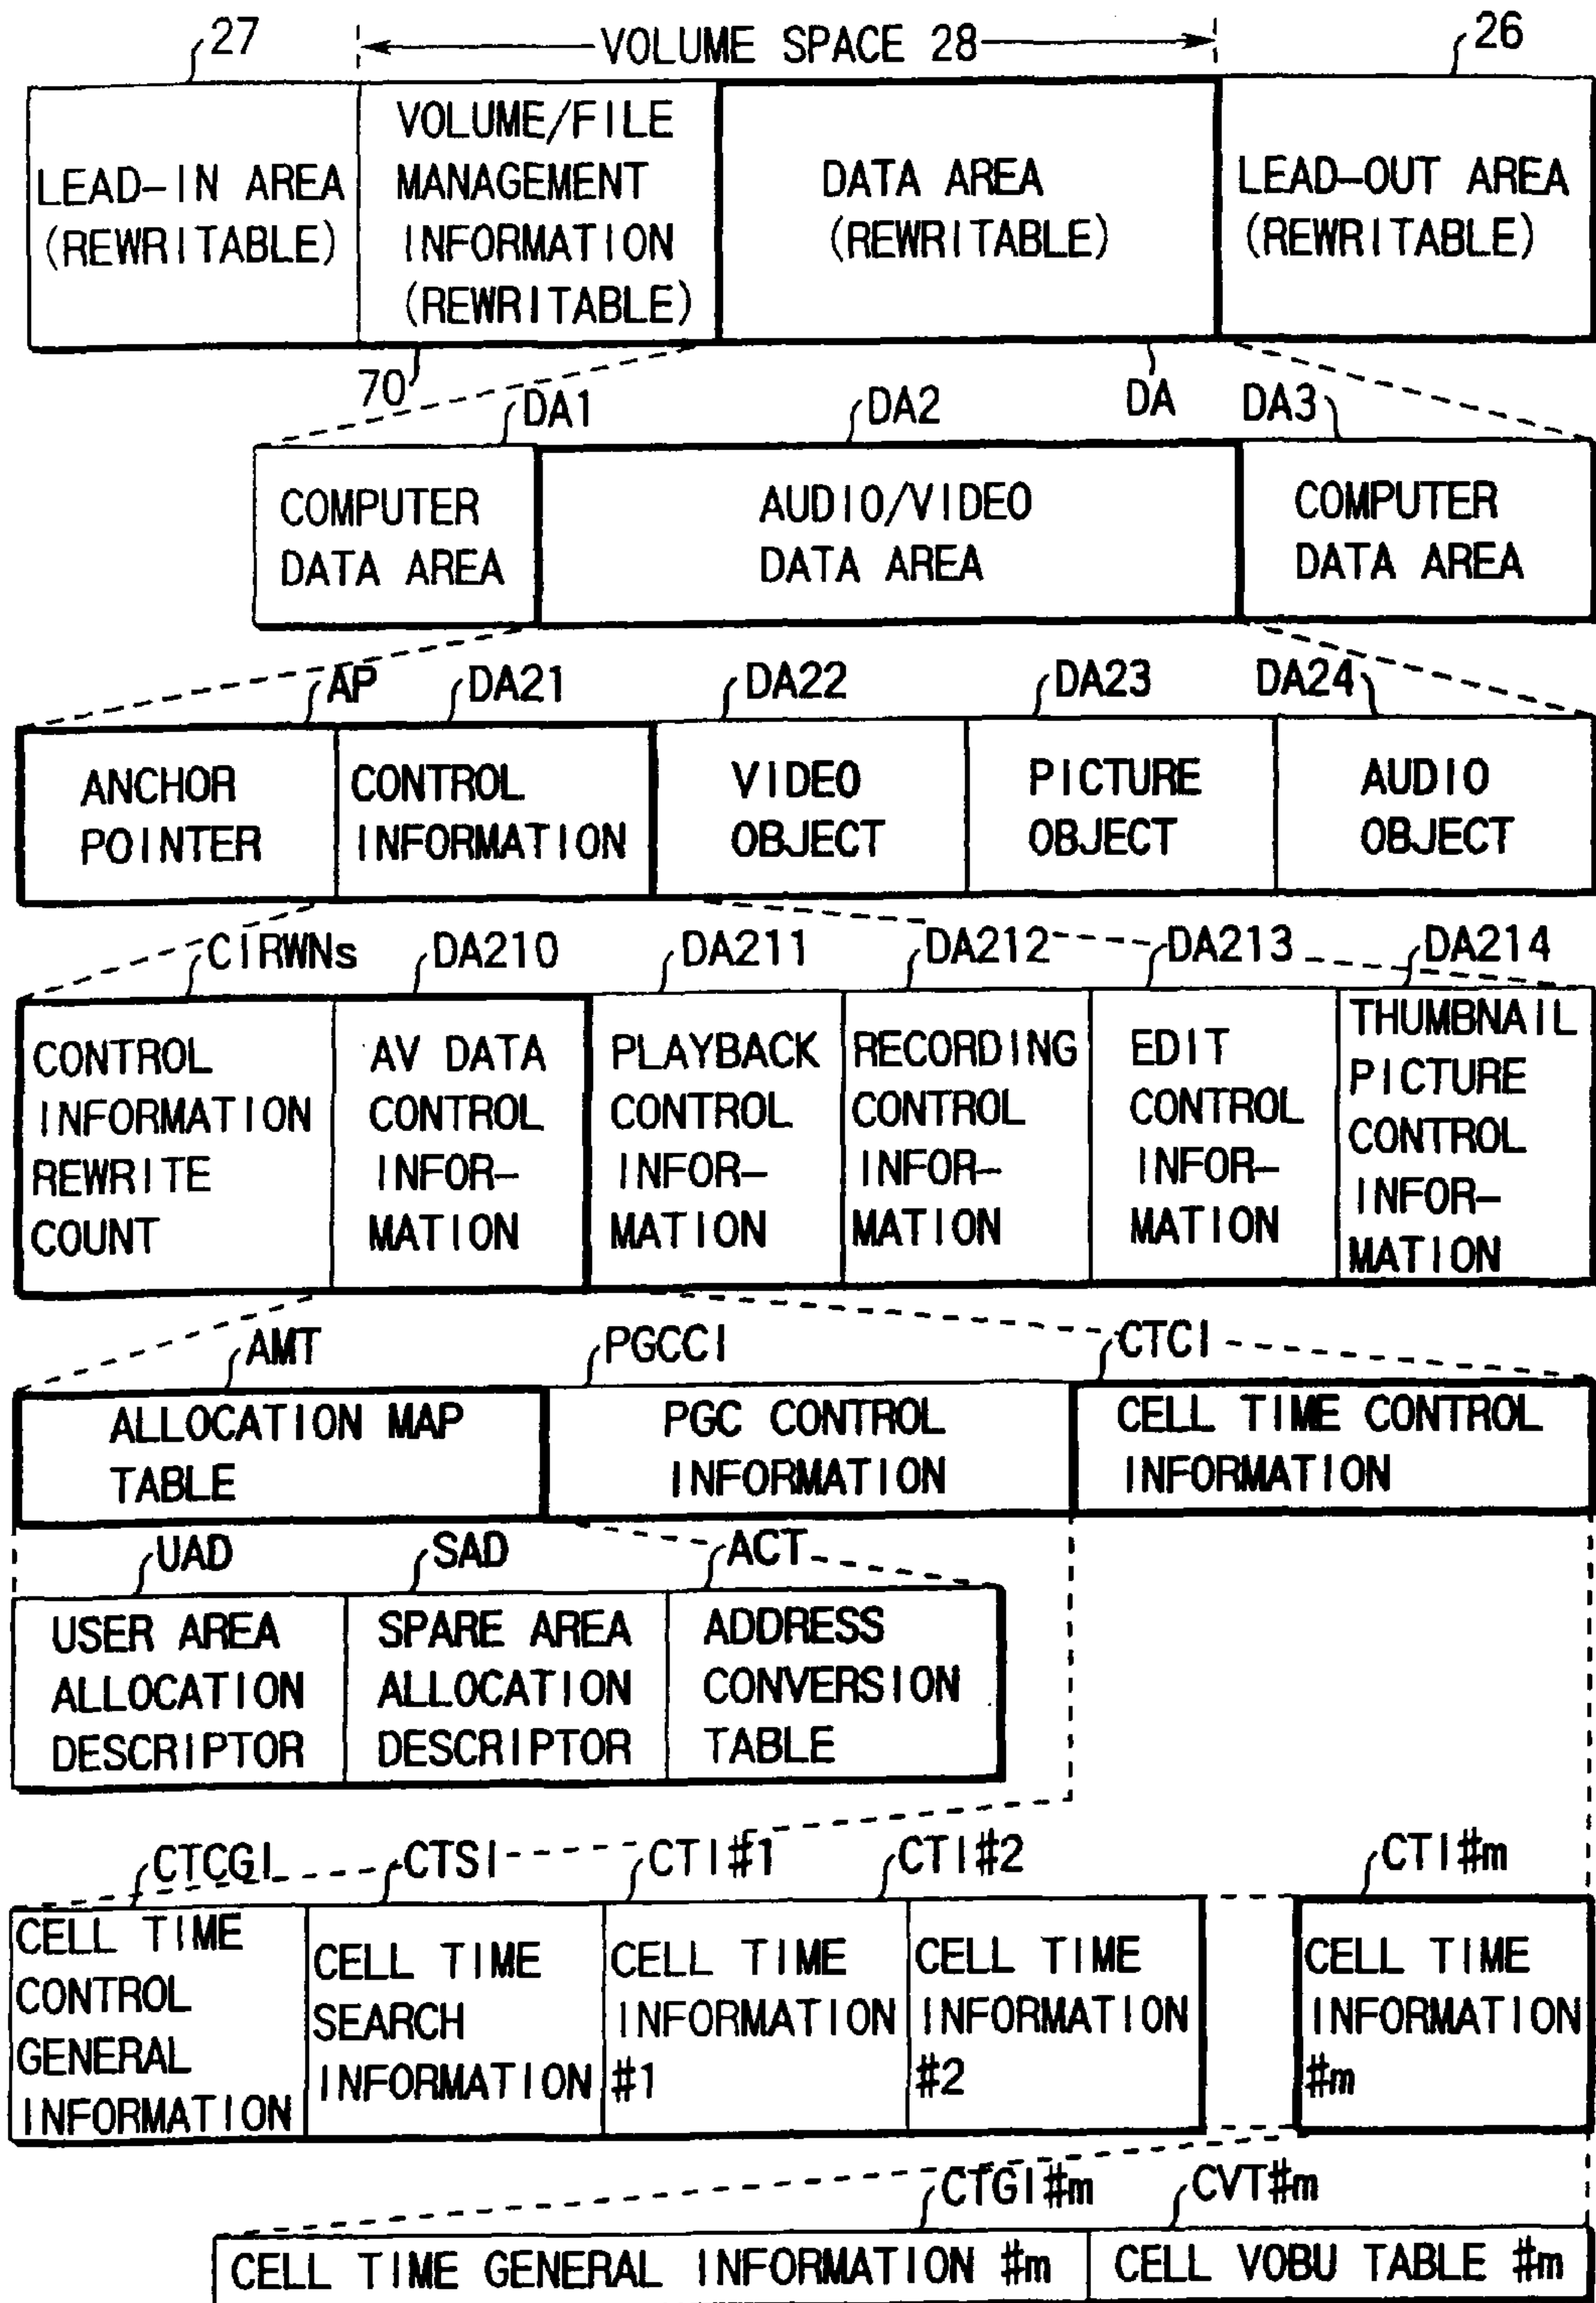 27
VOLUME SPACE 28
26
LEAD-IN AREA
(REWRITABLE)
VOLUME/FILE
MANAGEMENT
INFORMATION
(REWRITABLE)
DATA AREA
(REWRITABLE)
LEAD-OUT AREA
(REWRITABLE)
70
DA
DA1
DA2
DA3
COMPUTER
DATA AREA
AUDIO/VIDEO
DATA AREA
COMPUTER
DATA AREA
AP
DA21
DA22
DA23
DA24
ANCHOR
POINTER
CONTROL
INFORMATION
VIDEO
OBJECT
PICTURE
OBJECT
AUDIO
OBJECT
CIRWNs
DA210
DA211
DA212
DA213
DA214
CONTROL
INFORMATION
REWRITE
COUNT
AV DATA
CONTROL
INFOR-
MATION
PLAYBACK
CONTROL
INFOR-
MATION
RECORDING
CONTROL
INFOR-
MATION
EDIT
CONTROL
INFOR-
MATION
THUMBNAIL
PICTURE
CONTROL
INFOR-
MATION
AMT
PGCCI
CTCI
ALLOCATION MAP
TABLE
PGC CONTROL
INFORMATION
CELL TIME CONTROL
INFORMATION
UAD
SAD
ACT
USER AREA
ALLOCATION
DESCRIPTOR
SPARE AREA
ALLOCATION
DESCRIPTOR
ADDRESS
CONVERSION
TABLE
CTCGI
CTSI
CTI#1
CTI#2
CTI#m
CELL TIME
CONTROL
GENERAL
INFORMATION
CELL TIME
SEARCH
INFORMATION
CELL TIME
INFORMATION
#1
CELL TIME
INFORMATION
#2
CELL TIME
INFORMATION
#m
CTGI#m
CVT#m
CELL TIME GENERAL INFORMATION #m
CELL VOBU TABLE #m